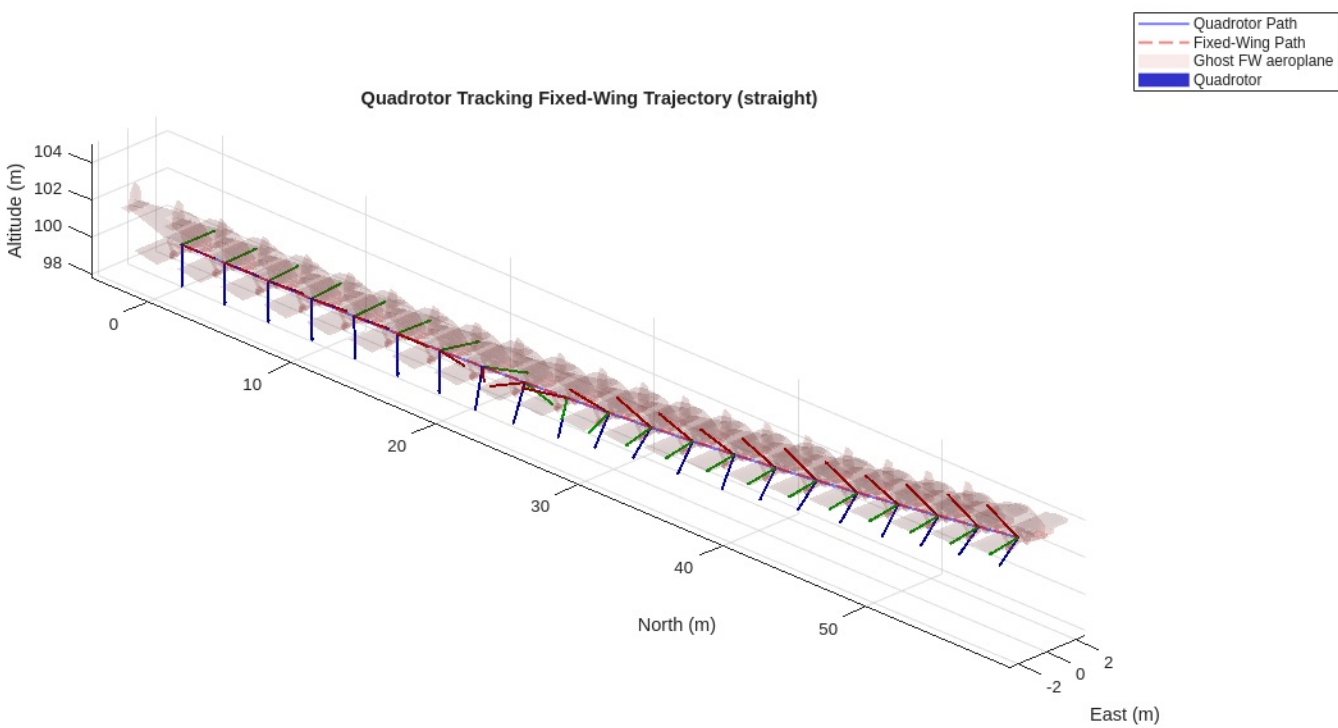 Quadrotor Path
Fixed-Wing Path
Ghost FW aeroplane
Quadrotor
Quadrotor Tracking Fixed-Wing Trajectory (straight)
104
102
100
98
Altitude (m)
0
10
20
30
40
50
North (m)
-2
0
2
East (m)